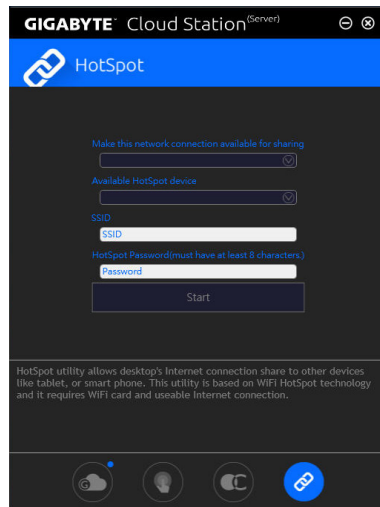 GIGABYTE™ Cloud Station(Server)
HotSpot
Make this network connection available for sharing
Available HotSpot device
SSID
SSID
HotSpot Password(must have at least 8 characters.)
Password
Start
HotSpot utility allows desktop's Internet connection share to other devices
like tablet, or smart phone. This utility is based on WiFi HotSpot technology
and it requires WiFi card and useable Internet connection.